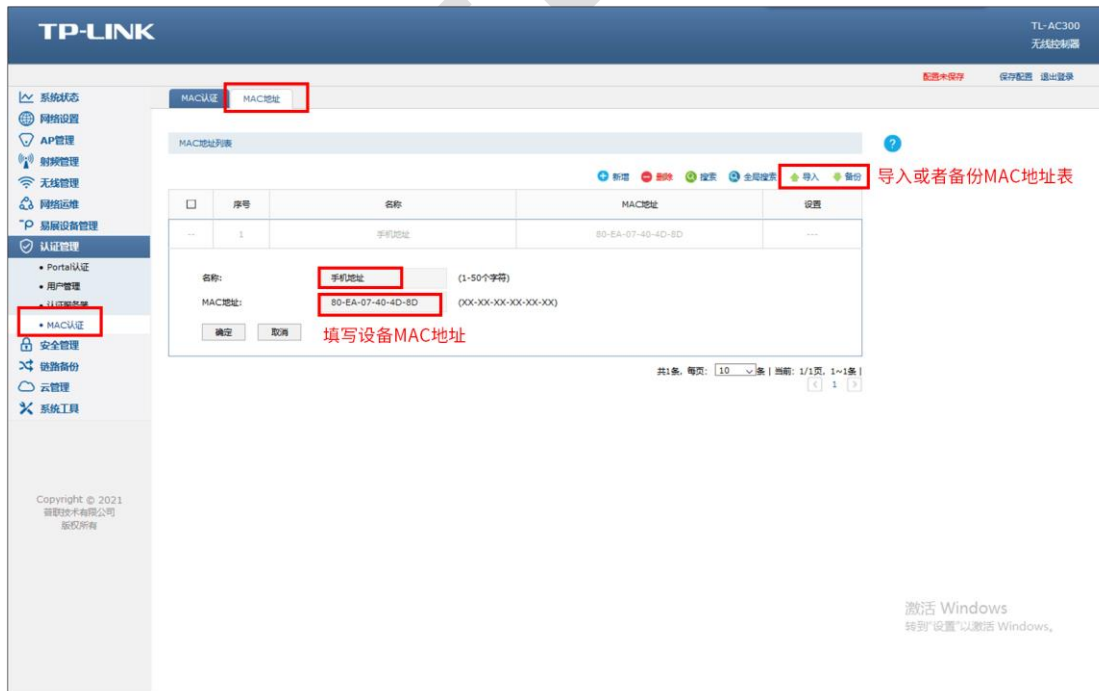 TP-LINK
TL-AC300
无线控制器
配置未保存 保存配置 退出登录
系统状态
网络设置
AP管理
射频管理
无线管理
网络运维
易展设备管理
认证管理
• Portal认证
• 用户管理
• 认证服务器
• MAC认证
安全管理
链路备份
云管理
系统工具
Copyright © 2021
普联技术有限公司
版权所有
MAC认证 MAC地址
MAC地址列表
?
新增 删除 搜索 全局搜索 导入 备份
导入或者备份MAC地址表
序号 名称 MAC地址 设置
-- 1 手机地址 80-EA-07-40-4D-8D ---
名称: 手机地址 (1-50个字符)
MAC地址: 80-EA-07-40-4D-8D (XX-XX-XX-XX-XX-XX)
确定 取消
填写设备MAC地址
共1条, 每页: 10 条 | 当前: 1/1页, 1~1条 |
< 1 >
激活 Windows
转到"设置"以激活 Windows。